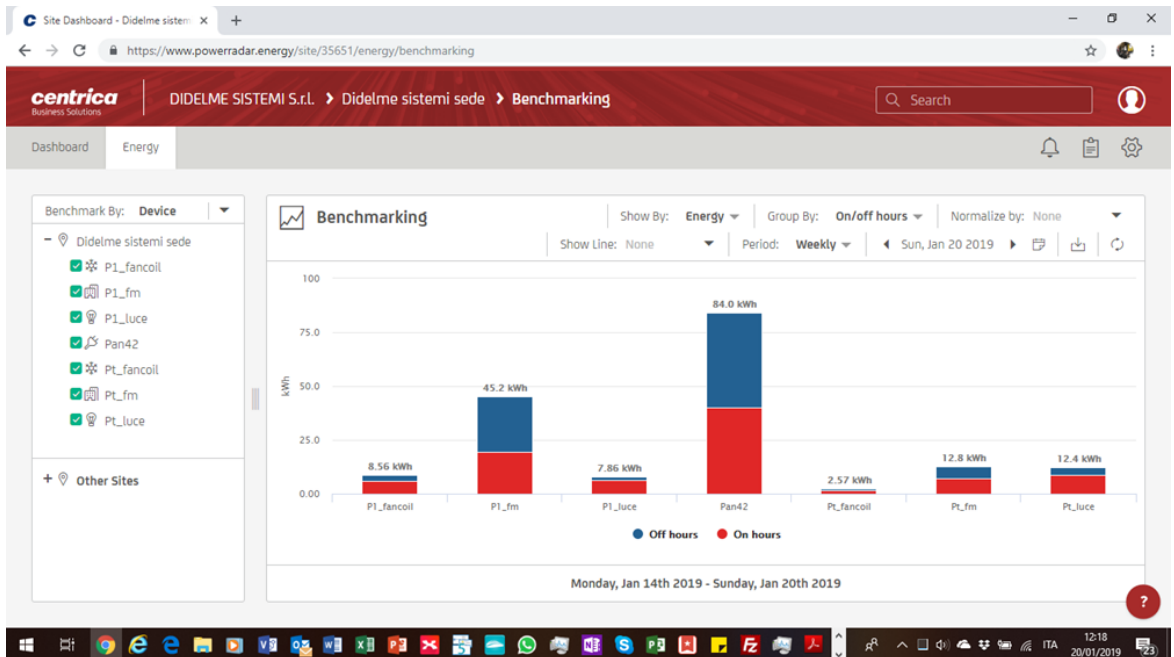 Site Dashboard - Didelme sistem
https://www.powerradar.energy/site/35651/energy/benchmarking
centrica
Business Solutions
DIDELME SISTEMI S.r.l. > Didelme sistemi sede > Benchmarking
Search
Dashboard Energy
Benchmark By: Device
Didelme sistemi sede
P1_fancoil
P1_fm
P1_luce
Pan42
Pt_fancoil
Pt_fm
Pt_luce
Other Sites
Benchmarking
Show By: Energy Group By: On/off hours Normalize by: None
Show Line: None Period: Weekly Sun, Jan 20 2019
kWh
100
75.0
50.0
25.0
0.00
8.56 kWh
45.2 kWh
7.86 kWh
84.0 kWh
2.57 kWh
12.8 kWh
12.4 kWh
P1_fancoil P1_fm P1_luce Pan42 Pt_fancoil Pt_fm Pt_luce
Off hours On hours
Monday, Jan 14th 2019 - Sunday, Jan 20th 2019
?
ITA
12:18
20/01/2019
23